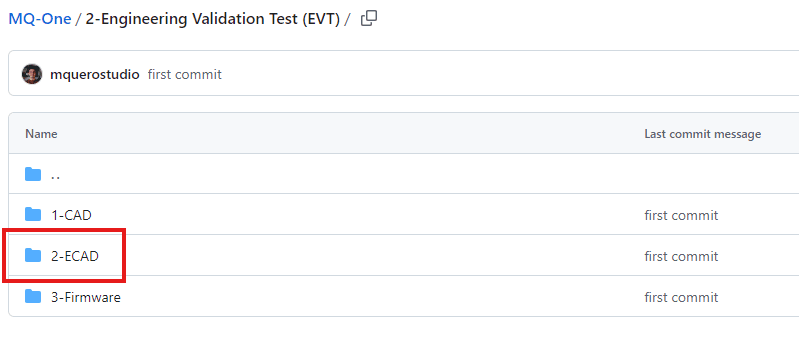 MQ-One / 2-Engineering Validation Test (EVT) /
mquerostudio first commit
Name Last commit message
..
1-CAD first commit
2-ECAD first commit
3-Firmware first commit